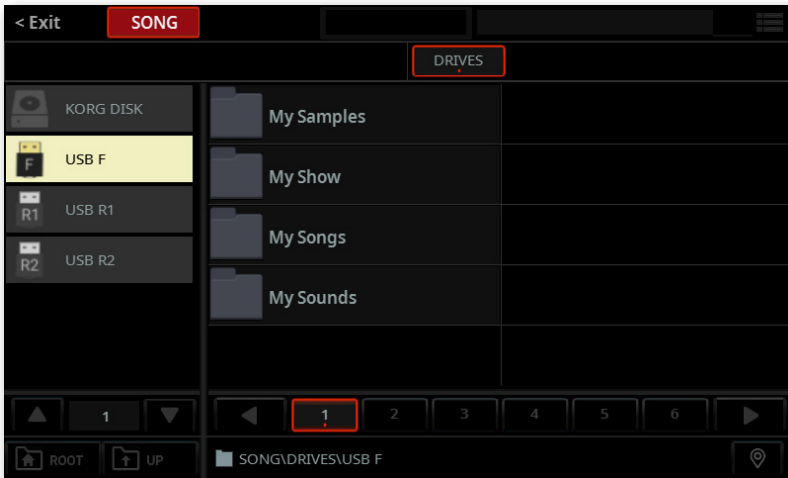 < Exit SONG
DRIVES
KORG DISK
F USB F
R1 USB R1
R2 USB R2
My Samples
My Show
My Songs
My Sounds
1
1 2 3 4 5 6
ROOT UP
SONG\DRIVES\USB F